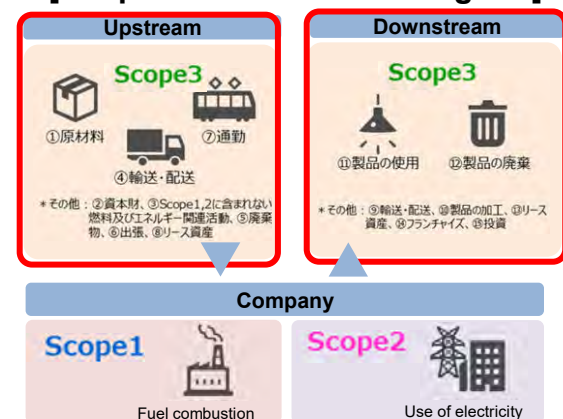 Upstream
Scope3
①原材料
⑦通勤
④輸送・配送
*その他:②資本財、③Scope1,2に含まれない
燃料及びエネルギー関連活動、⑤廃棄
物、⑥出張、⑧リース資産
Downstream
Scope3
⑪製品の使用
⑫製品の廃棄
*その他:⑨輸送・配送、⑩製品の加工、⑬リース
資産、⑭フランチャイズ、⑮投資
Company
Scope1
Fuel combustion
Scope2
Use of electricity